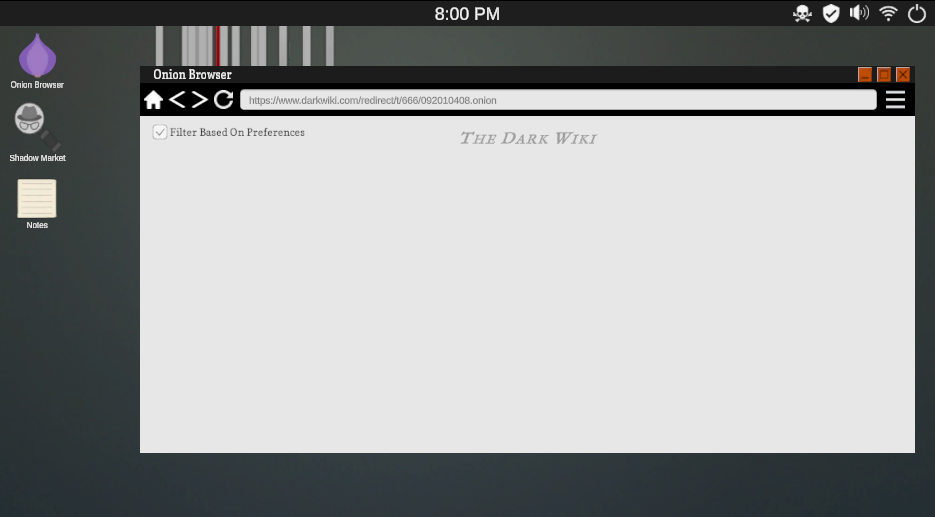 8:00 PM
Onion Browser
Onion Browser
https://www.darkwiki.com/redirect/t/666/092010408.onion
Filter Based On Preferences
The Dark Wiki
Shadow Market
Notes